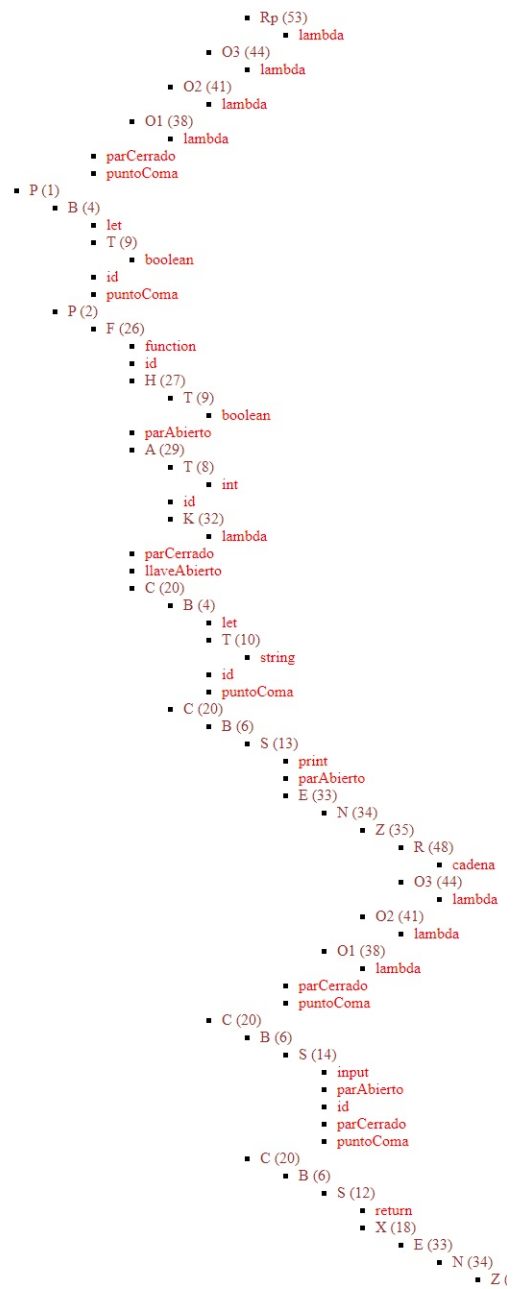 Rp (53)
lambda
O3 (44)
lambda
O2 (41)
lambda
O1 (38)
lambda
parCerrado
puntoComa
P (1)
B (4)
let
T (9)
boolean
id
puntoComa
P (2)
F (26)
function
id
H (27)
T (9)
boolean
parAbierto
A (29)
T (8)
int
id
K (32)
lambda
parCerrado
llaveAbierto
C (20)
B (4)
let
T (10)
string
id
puntoComa
C (20)
B (6)
S (13)
print
parAbierto
E (33)
N (34)
Z (35)
R (48)
cadena
O3 (44)
lambda
O2 (41)
lambda
O1 (38)
lambda
parCerrado
puntoComa
C (20)
B (6)
S (14)
input
parAbierto
id
parCerrado
puntoComa
C (20)
B (6)
S (12)
return
X (18)
E (33)
N (34)
Z (